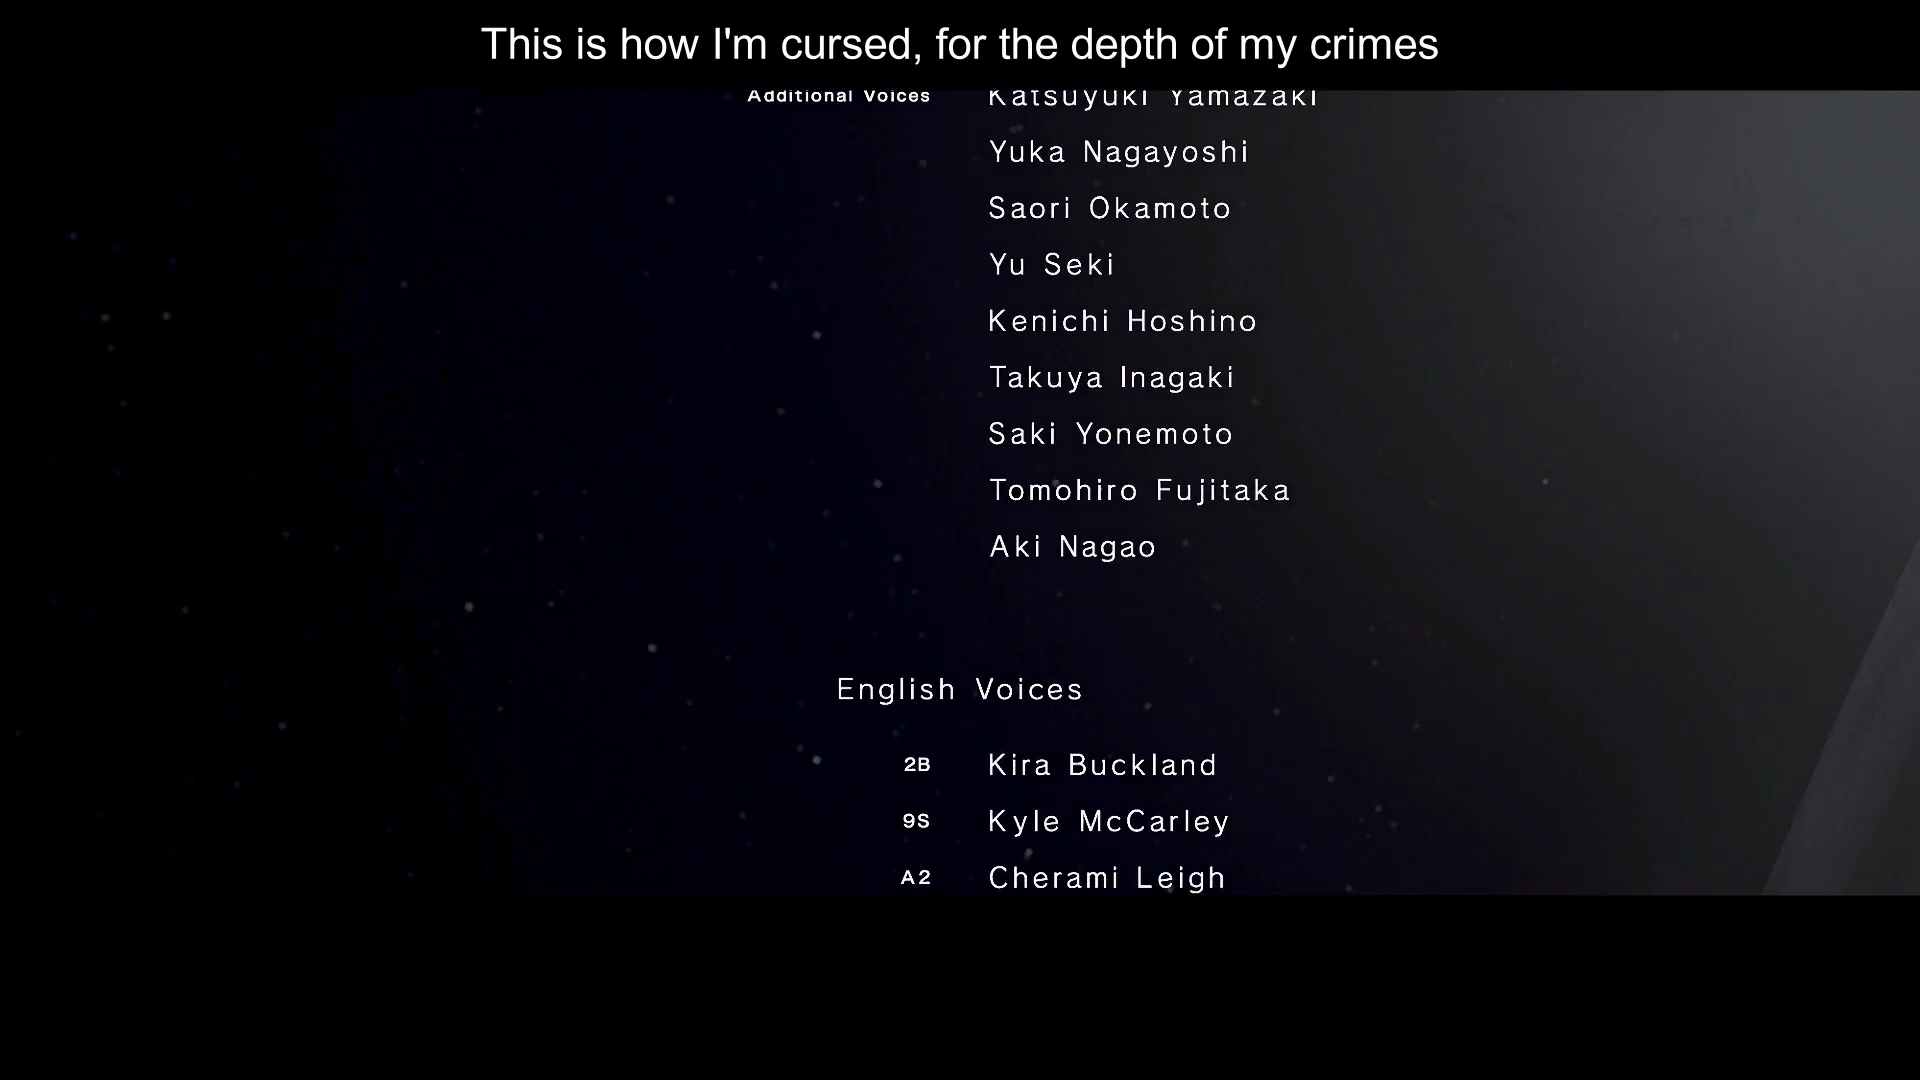 This is how I'm cursed, for the depth of my crimes
Additional Voices Katsuyuki Yamazaki
Yuka Nagayoshi
Saori Okamoto
Yu Seki
Kenichi Hoshino
Takuya Inagaki
Saki Yonemoto
Tomohiro Fujitaka
Aki Nagao
English Voices
2B Kira Buckland
9S Kyle McCarley
A2 Cherami Leigh